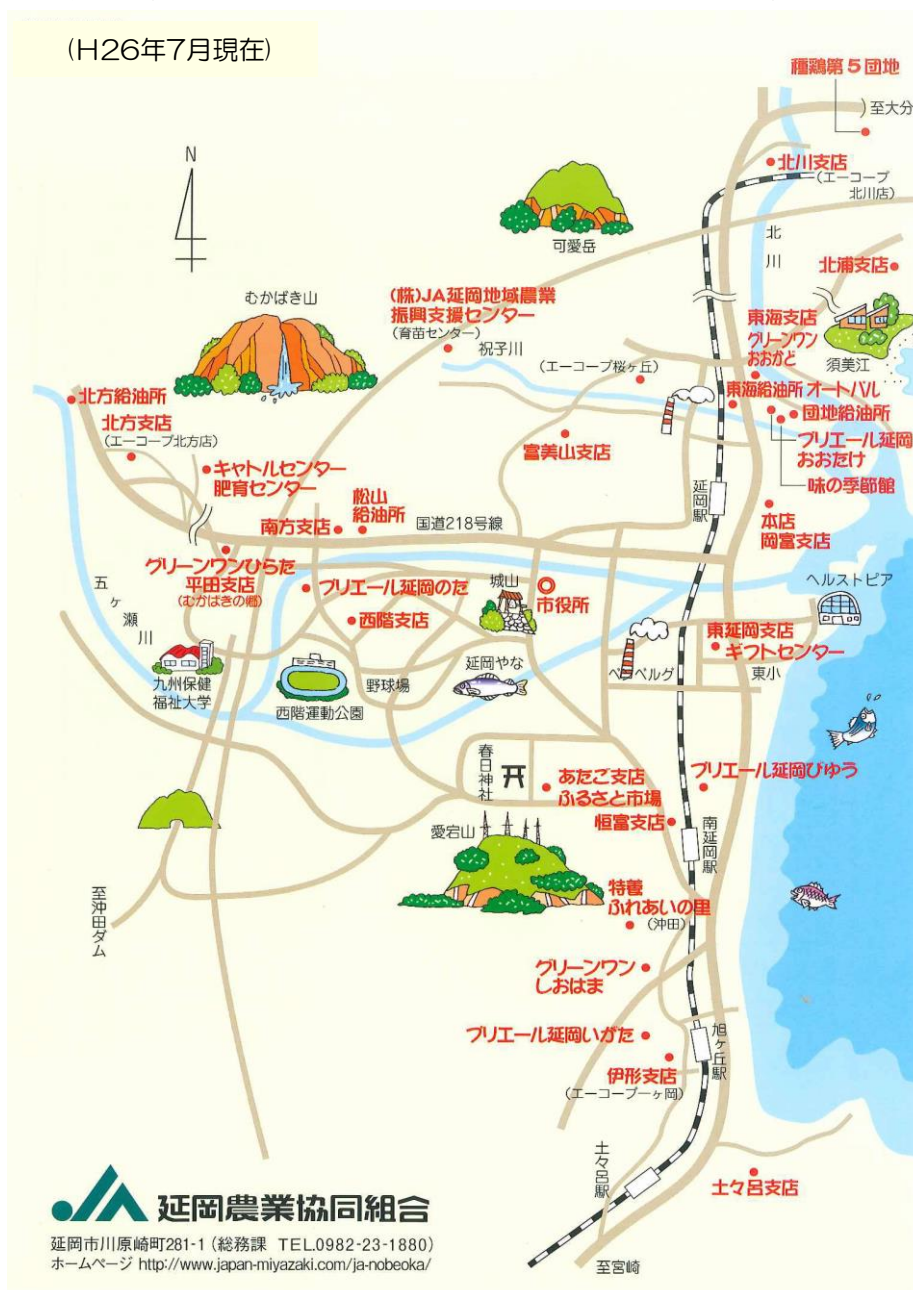 (H26年7月現在)
種鶏第5団地
至大分
N
北川支店
(エーコープ
北川店)
可愛岳
北川
北浦支店
むかばき山
(株)JA延岡地域農業
振興支援センター
(育苗センター)
祝子川
東海支店
グリーンワン
おおかど
須美江
(エーコープ桜ヶ丘)
北方給油所
東海給油所
オートパル
団地給油所
北方支店
(エーコープ北方店)
富美山支店
プリエール延岡
おおたけ
キャトルセンター
肥育センター
味の季節館
松山
給油所
延岡駅
南方支店
国道218号線
本店
岡富支店
グリーンワンひらた
平田支店
(むかばきの郷)
プリエール延岡のた
城山
市役所
ヘルストピア
五ヶ瀬川
西階支店
東延岡支店
ギフトセンター
九州保健
福祉大学
西階運動公園
野球場
延岡やな
ベンベルグ
東小
春日神社
あたご支店
ふるさと市場
プリエール延岡びゅう
恒富支店
南延岡駅
愛宕山
至沖田ダム
特養
ふれあいの里
(沖田)
グリーンワン
しおはま
プリエール延岡いがた
旭ヶ丘駅
伊形支店
(エーコープ一ヶ岡)
土々呂駅
土々呂支店
JA 延岡農業協同組合
延岡市川原崎町281-1(総務課 TEL.0982-23-1880)
ホームページ http://www.japan-miyazaki.com/ja-nobeoka/
至宮崎